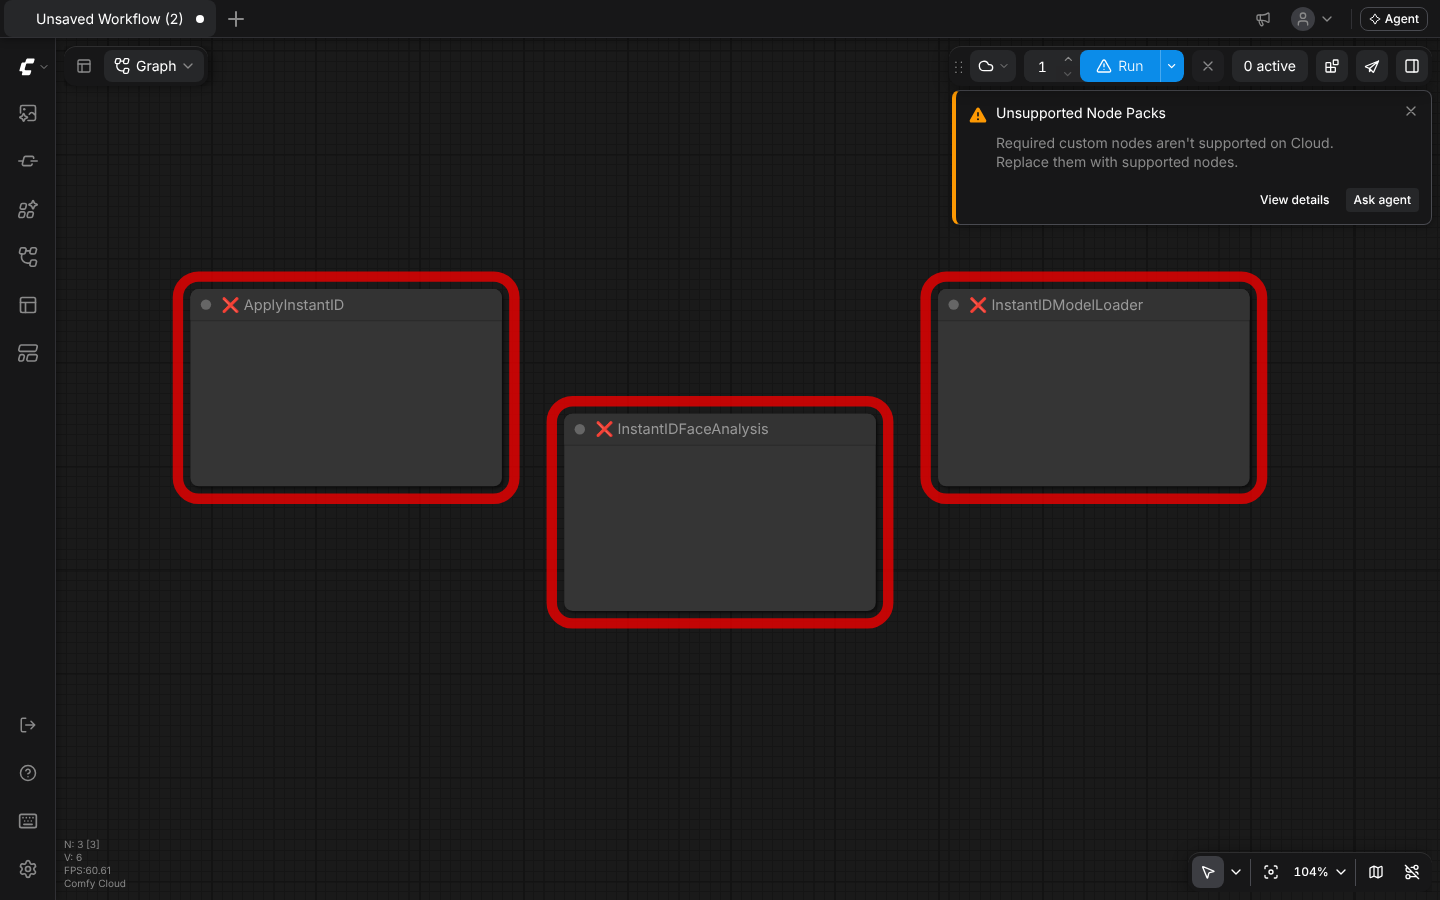 Unsaved Workflow (2)
Agent
Graph
1
Run
0 active
Unsupported Node Packs
Required custom nodes aren't supported on Cloud.
Replace them with supported nodes.
View details
Ask agent
ApplyInstantID
InstantIDModelLoader
InstantIDFaceAnalysis
N: 3 [3]
V: 6
FPS:60.61
Comfy Cloud
104%